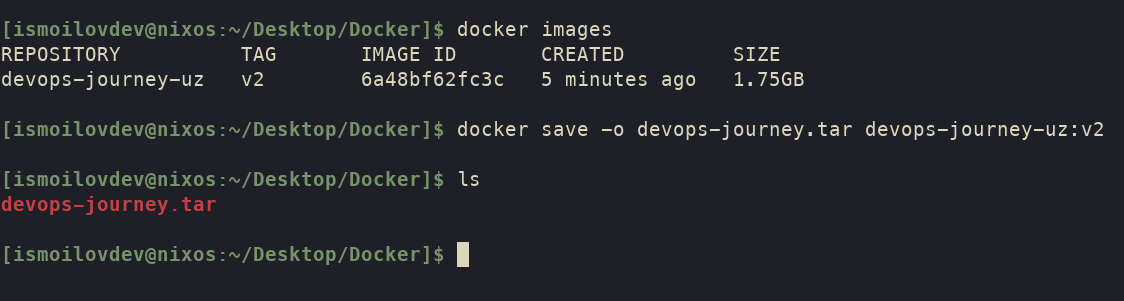 [ismoilovdev@nixos:~/Desktop/Docker]$ docker images
REPOSITORY          TAG       IMAGE ID       CREATED         SIZE
devops-journey-uz   v2        6a48bf62fc3c   5 minutes ago   1.75GB
[ismoilovdev@nixos:~/Desktop/Docker]$ docker save -o devops-journey.tar devops-journey-uz:v2
[ismoilovdev@nixos:~/Desktop/Docker]$ ls
devops-journey.tar
[ismoilovdev@nixos:~/Desktop/Docker]$